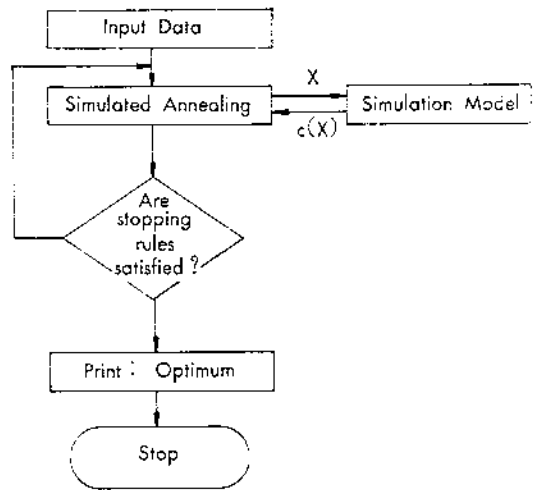 Input Data
Simulated Annealing
X
c(X)
Simulation Model
Are
stopping
rules
satisfied ?
Print : Optimum
Stop